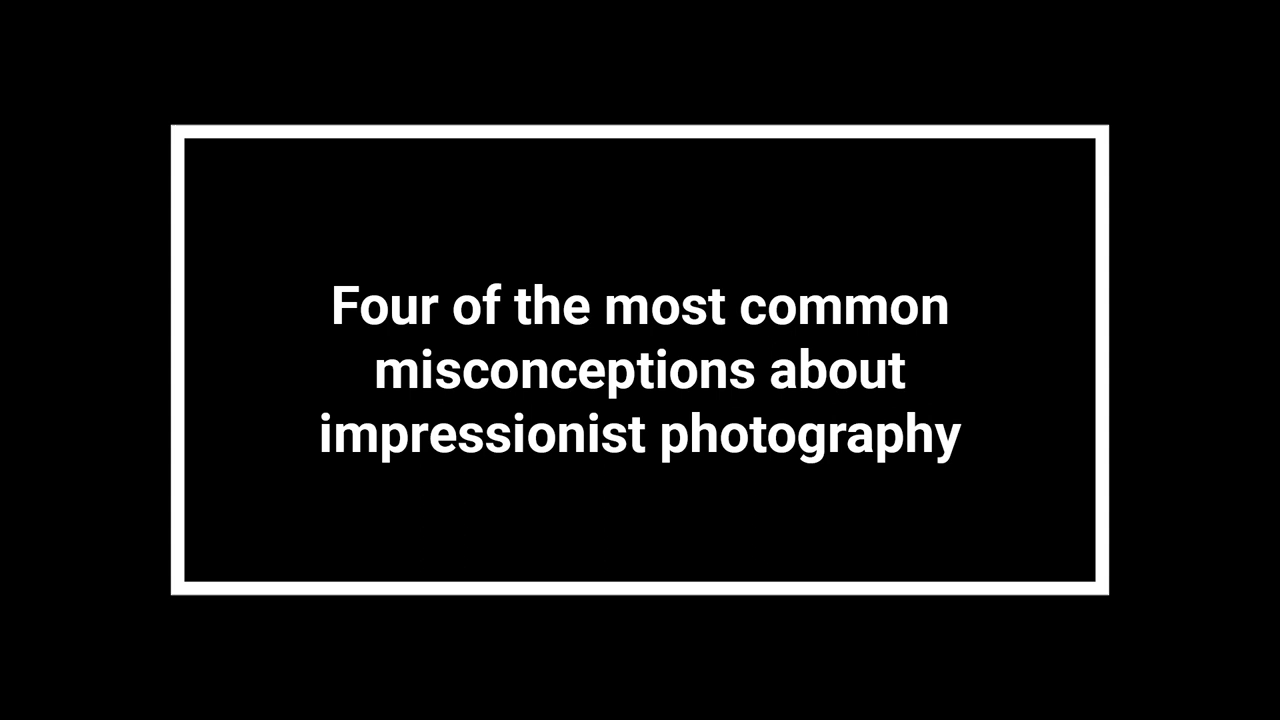 Four of the most common
misconceptions about
impressionist photography